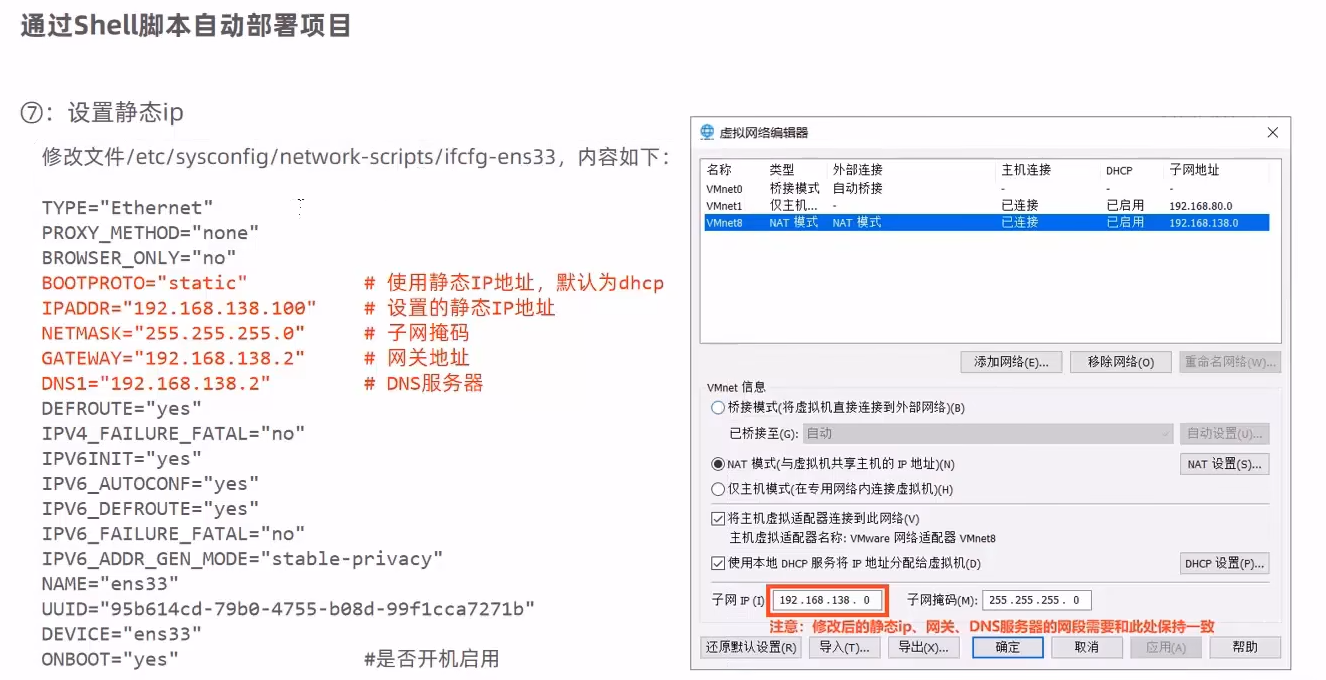 通过Shell脚本自动部署项目
⑦：设置静态ip
修改文件/etc/sysconfig/network-scripts/ifcfg-ens33，内容如下：
TYPE="Ethernet"
PROXY_METHOD="none"
BROWSER_ONLY="no"
BOOTPROTO="static" # 使用静态IP地址，默认为dhcp
IPADDR="192.168.138.100" # 设置的静态IP地址
NETMASK="255.255.255.0" # 子网掩码
GATEWAY="192.168.138.2" # 网关地址
DNS1="192.168.138.2" # DNS服务器
DEFROUTE="yes"
IPV4_FAILURE_FATAL="no"
IPV6INIT="yes"
IPV6_AUTOCONF="yes"
IPV6_DEFROUTE="yes"
IPV6_FAILURE_FATAL="no"
IPV6_ADDR_GEN_MODE="stable-privacy"
NAME="ens33"
UUID="95b614cd-79b0-4755-b08d-99f1cca7271b"
DEVICE="ens33"
ONBOOT="yes" #是否开机启用
虚拟网络编辑器
名称 类型 外部连接 主机连接 DHCP 子网地址
VMnet0 桥接模式 自动桥接 - - -
VMnet1 仅主机... - 已连接 已启用 192.168.80.0
VMnet8 NAT 模式 NAT 模式 已连接 已启用 192.168.138.0
添加网络(E)... 移除网络(O) 重命名网络(W)...
VMnet 信息
桥接模式(将虚拟机直接连接到外部网络)(B)
已桥接至(G): 自动 自动设置(U)...
NAT 模式(与虚拟机共享主机的 IP 地址)(N) NAT 设置(S)...
仅主机模式(在专用网络内连接虚拟机)(H)
将主机虚拟适配器连接到此网络(V)
主机虚拟适配器名称: VMware 网络适配器 VMnet8
使用本地 DHCP 服务将 IP 地址分配给虚拟机(D) DHCP 设置(P)...
子网 IP (I) 192.168.138. 0 子网掩码(M): 255.255.255. 0
注意：修改后的静态ip、网关、DNS服务器的网段需要和此处保持一致
还原默认设置(R) 导入(T)... 导出(X)... 确定 取消 应用(A) 帮助